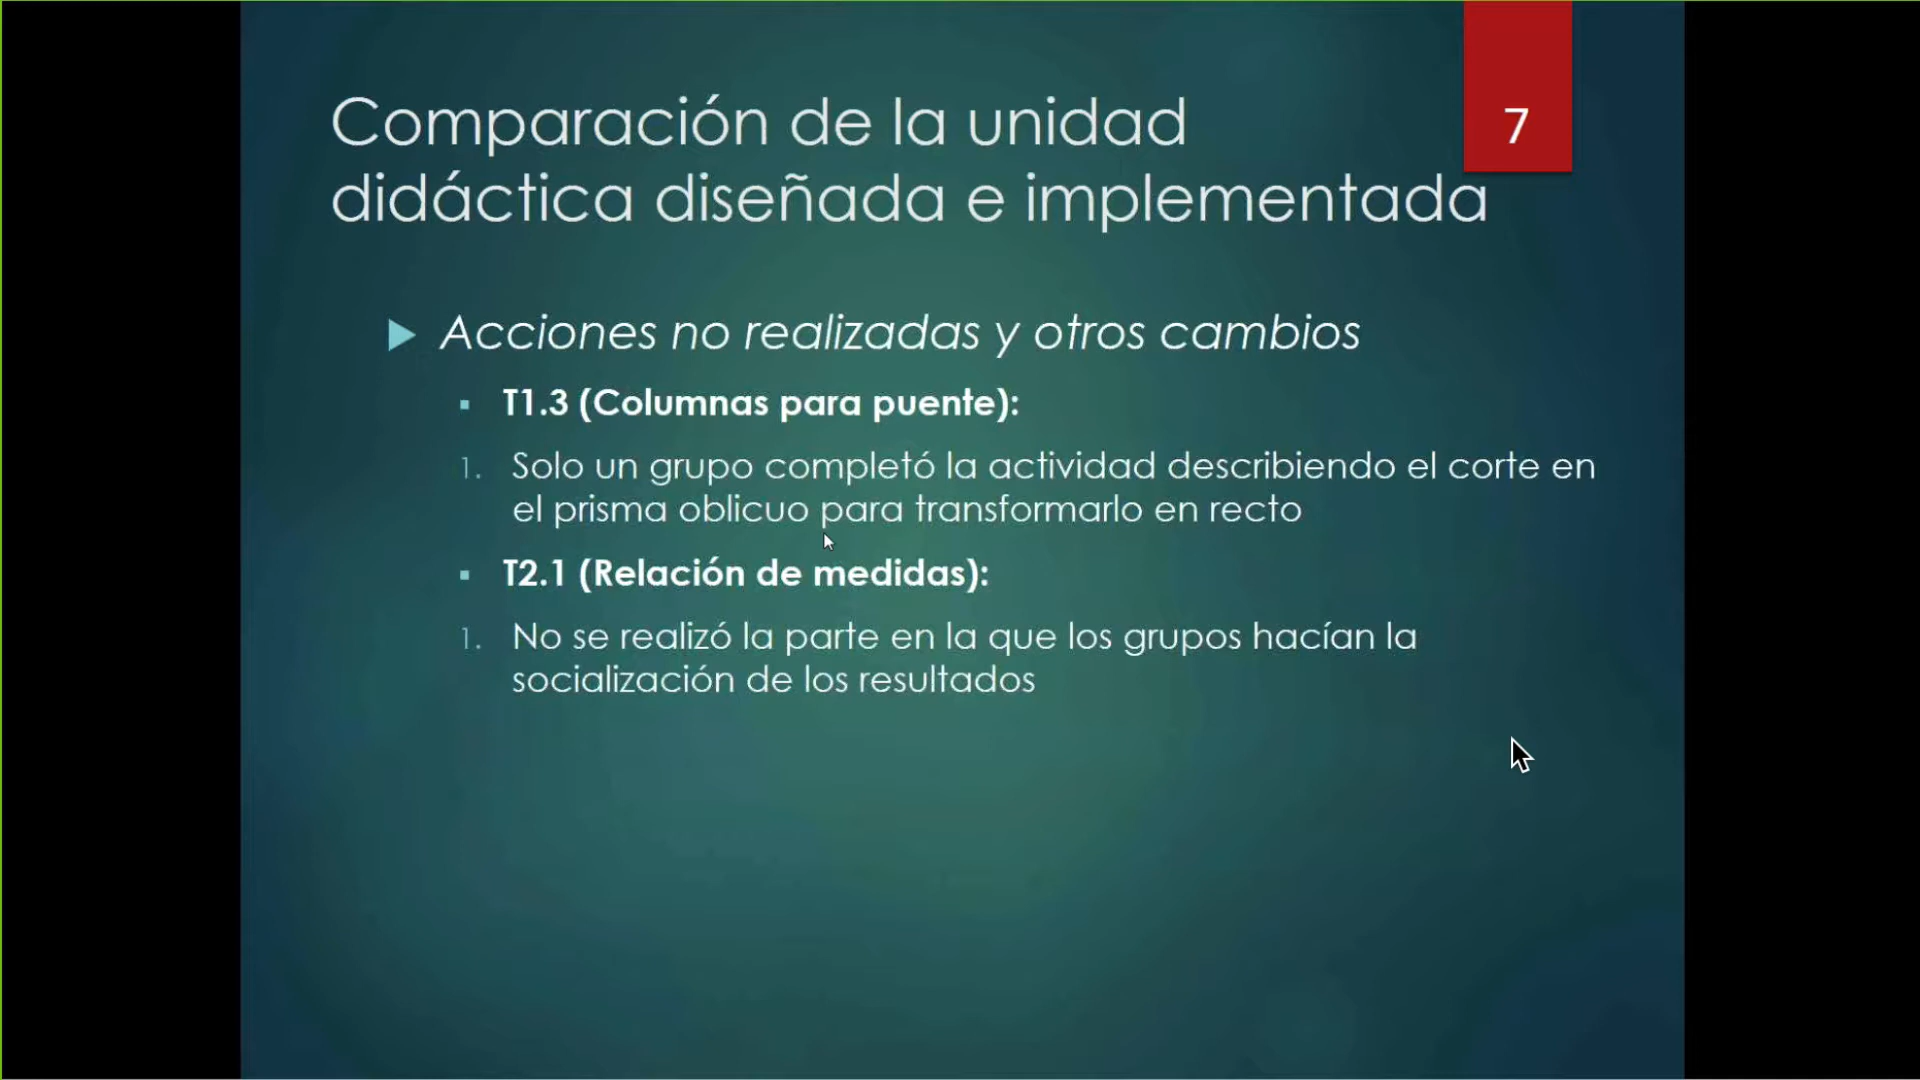 Comparación de la unidad
didáctica diseñada e implementada
7
Acciones no realizadas y otros cambios
T1.3 (Columnas para puente):
1. Solo un grupo completó la actividad describiendo el corte en
el prisma oblicuo para transformarlo en recto
T2.1 (Relación de medidas):
1. No se realizó la parte en la que los grupos hacían la
socialización de los resultados